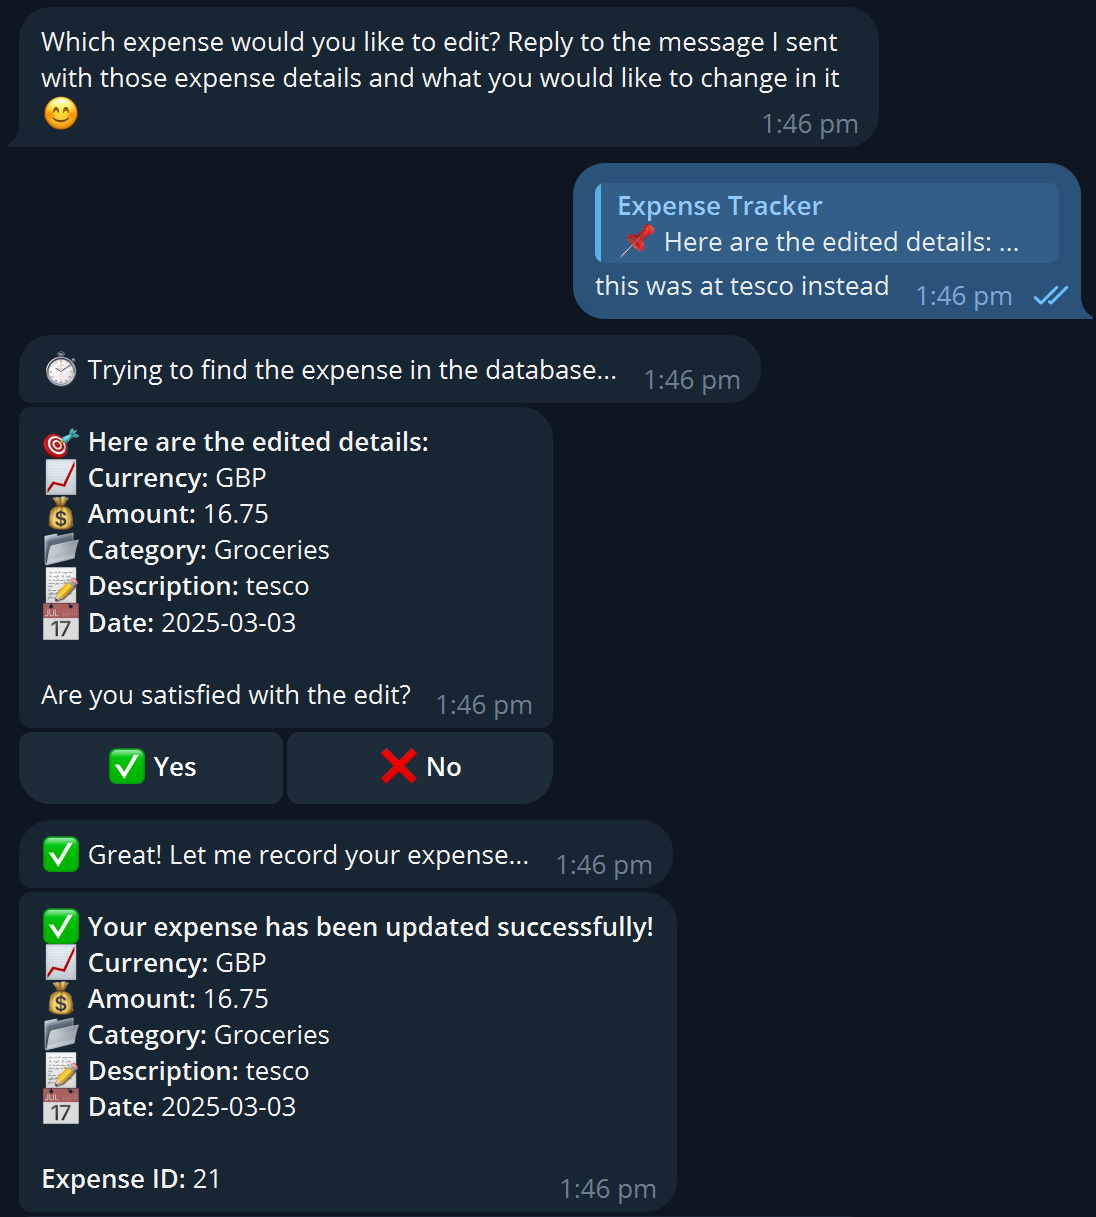 Which expense would you like to edit? Reply to the message I sent
with those expense details and what you would like to change in it
😊
1:46 pm
Expense Tracker
📌 Here are the edited details: ...
this was at tesco instead 1:46 pm
⏱️ Trying to find the expense in the database... 1:46 pm
🎯 Here are the edited details:
📈 Currency: GBP
💰 Amount: 16.75
📁 Category: Groceries
📝 Description: tesco
📅 Date: 2025-03-03
Are you satisfied with the edit? 1:46 pm
✅ Yes
❌ No
✅ Great! Let me record your expense... 1:46 pm
✅ Your expense has been updated successfully!
📈 Currency: GBP
💰 Amount: 16.75
📁 Category: Groceries
📝 Description: tesco
📅 Date: 2025-03-03
Expense ID: 21
1:46 pm